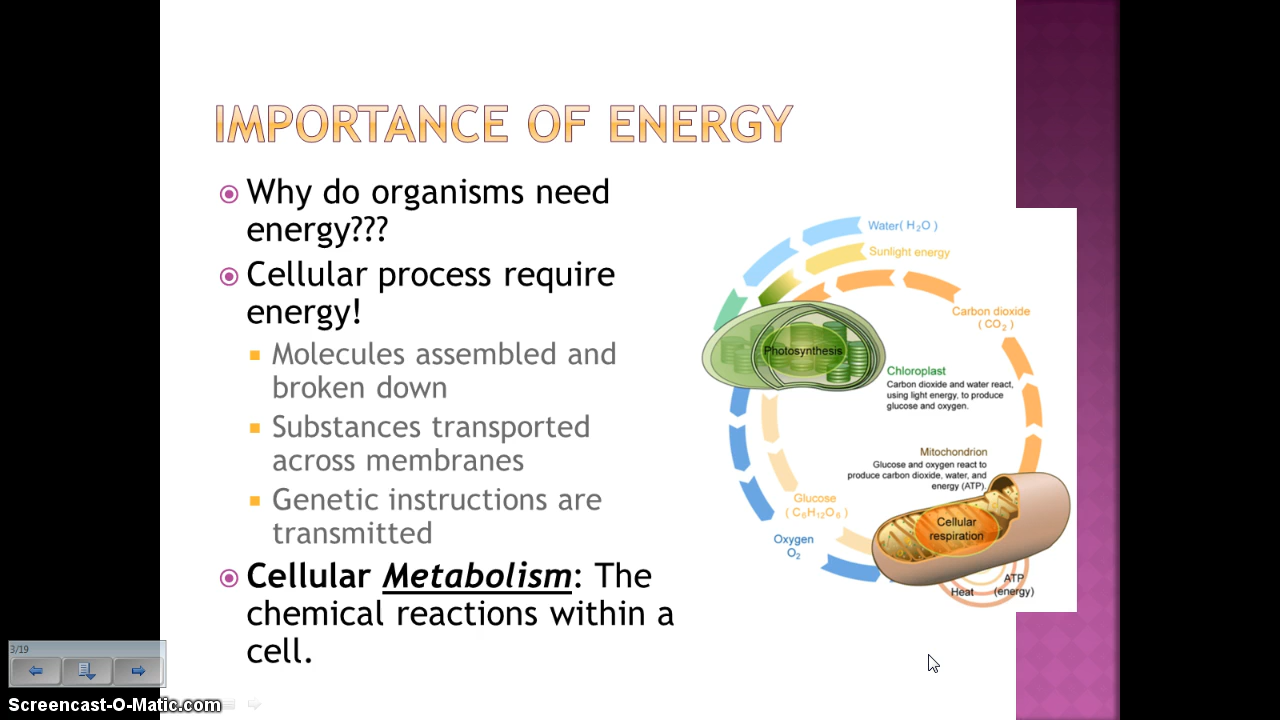 IMPORTANCE OF ENERGY
Why do organisms need
energy???
Cellular process require
energy!
Molecules assembled and
broken down
Substances transported
across membranes
Genetic instructions are
transmitted
Cellular Metabolism: The
chemical reactions within a
cell.
Water( H₂O )
Sunlight energy
Carbon dioxide
( CO₂ )
Photosynthesis
Chloroplast
Carbon dioxide and water react,
using light energy, to produce
glucose and oxygen.
Mitochondrion
Glucose and oxygen react to
produce carbon dioxide, water, and
energy (ATP).
Glucose
( C₆H₁₂O₆ )
Oxygen
O₂
Cellular
respiration
ATP
(energy)
Heat
3/19
Screencast-O-Matic.com